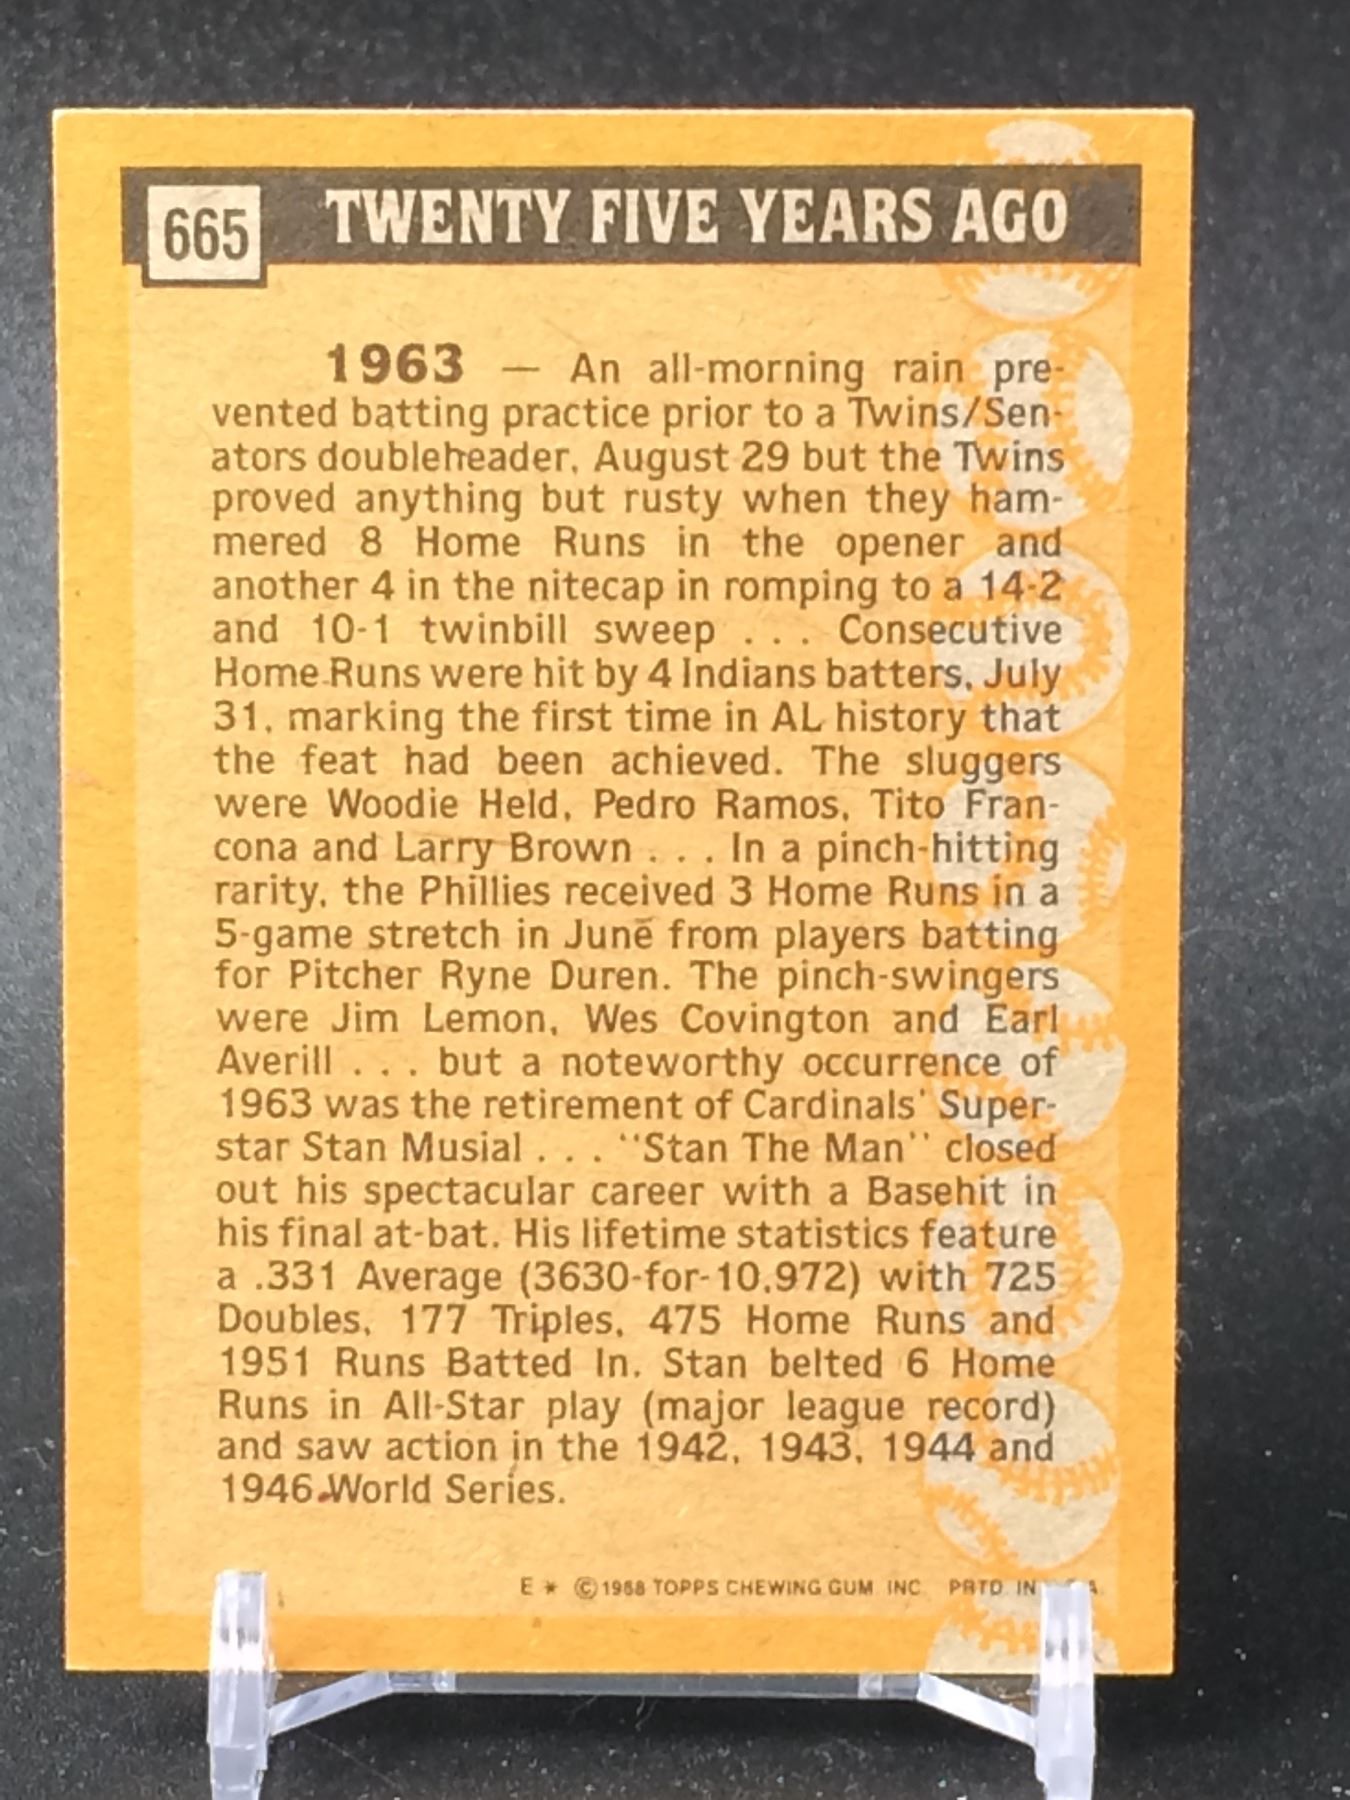 665 TWENTY FIVE YEARS AGO
1963 — An all-morning rain pre-
vented batting practice prior to a Twins/Sen-
ators doubleheader, August 29 but the Twins
proved anything but rusty when they ham-
mered 8 Home Runs in the opener and
another 4 in the nitecap in romping to a 14-2
and 10-1 twinbill sweep . . . Consecutive
Home Runs were hit by 4 Indians batters, July
31, marking the first time in AL history that
the feat had been achieved. The sluggers
were Woodie Held, Pedro Ramos, Tito Fran-
cona and Larry Brown . . . In a pinch-hitting
rarity, the Phillies received 3 Home Runs in a
5-game stretch in June from players batting
for Pitcher Ryne Duren. The pinch-swingers
were Jim Lemon, Wes Covington and Earl
Averill . . . but a noteworthy occurrence of
1963 was the retirement of Cardinals' Super-
star Stan Musial . . . "Stan The Man" closed
out his spectacular career with a Basehit in
his final at-bat. His lifetime statistics feature
a .331 Average (3630-for-10,972) with 725
Doubles, 177 Triples, 475 Home Runs and
1951 Runs Batted In. Stan belted 6 Home
Runs in All-Star play (major league record)
and saw action in the 1942, 1943, 1944 and
1946 World Series.
E * © 1988 TOPPS CHEWING GUM INC. PRTD. IN